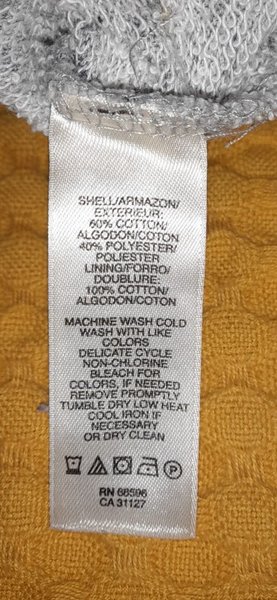 SHELL/ARMAZON/
EXTERIEUR:
60% COTTON/
ALGODON/COTON
40% POLYESTER/
POLIESTER
LINING/FORRO/
DOUBLURE:
100% COTTON/
ALGODON/COTON
MACHINE WASH COLD
WASH WITH LIKE
COLORS
DELICATE CYCLE
NON-CHLORINE
BLEACH FOR
COLORS, IF NEEDED
REMOVE PROMPTLY
TUMBLE DRY LOW HEAT
COOL IRON IF
NECESSARY
OR DRY CLEAN
RN 68596
CA 31127